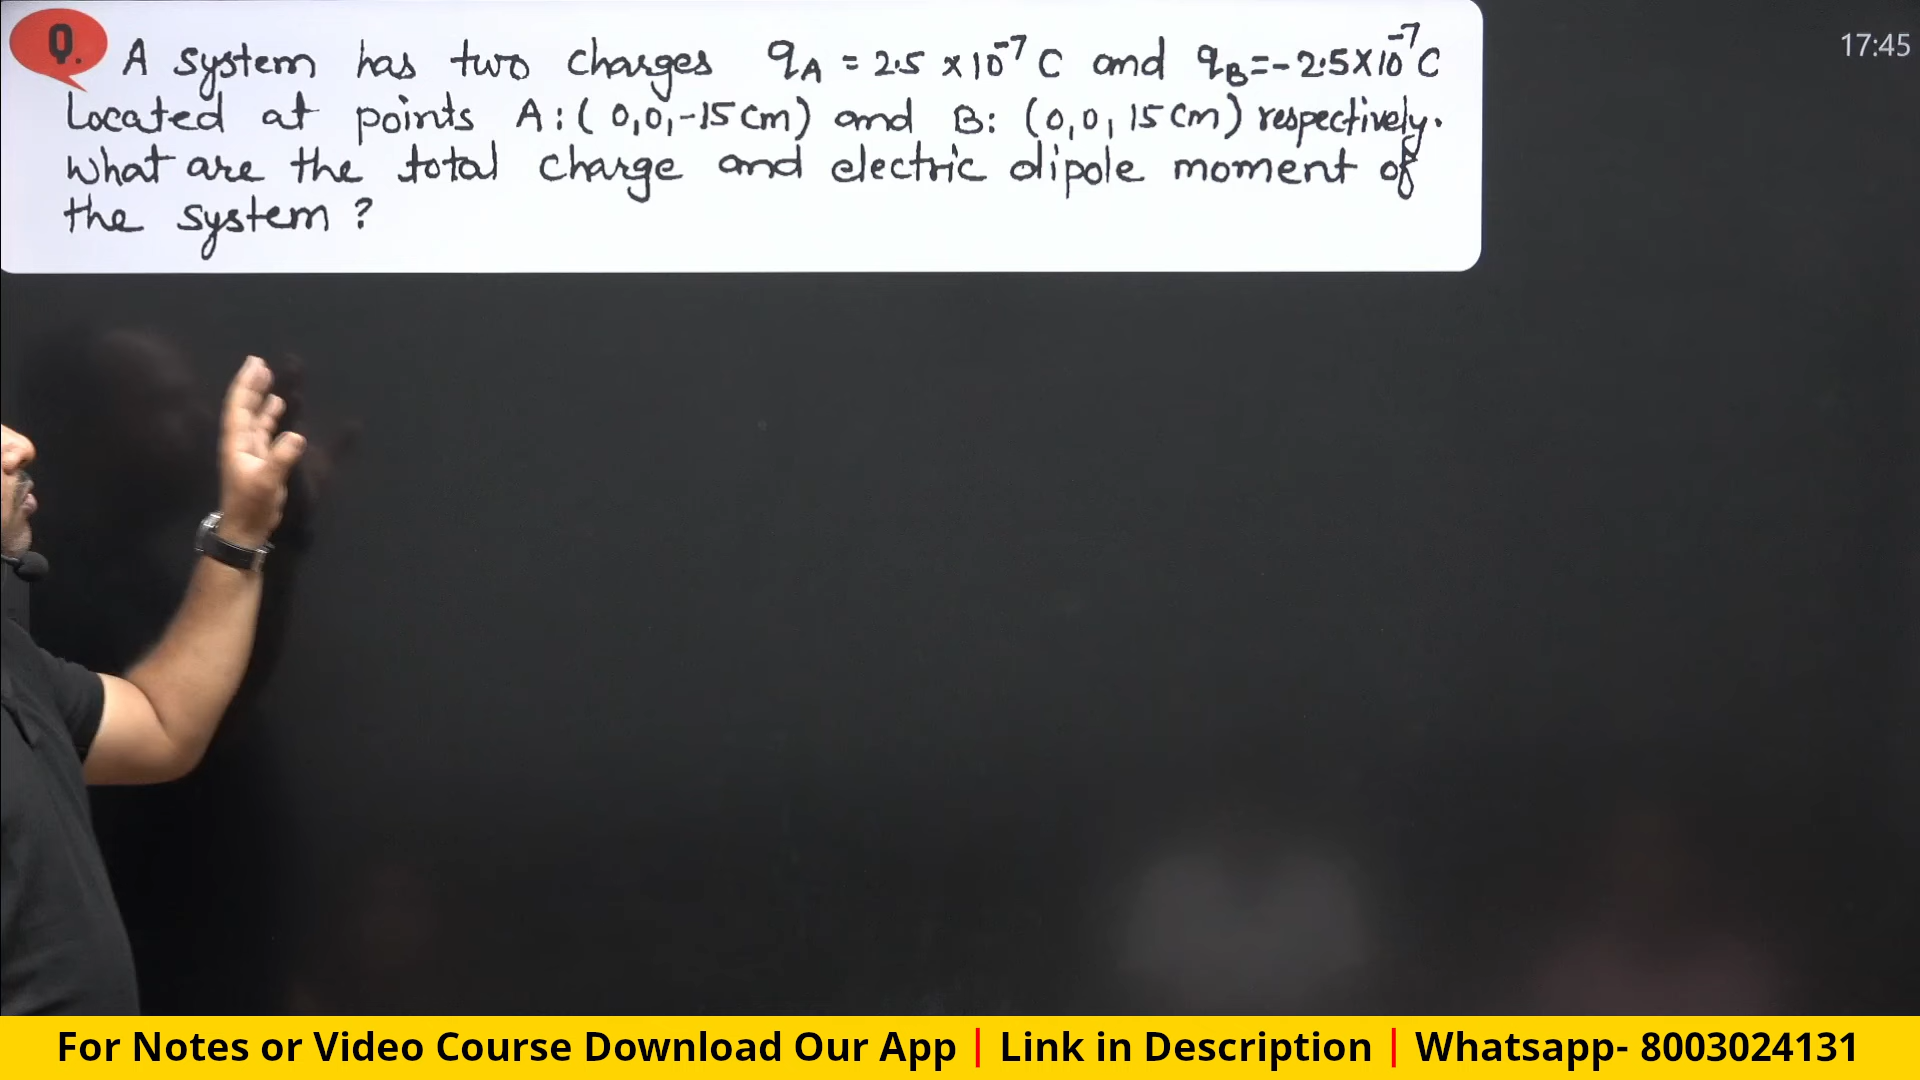 Q. A system has two charges qA = 2.5 × 10⁻⁷ C and qB = -2.5×10⁻⁷ C
Located at points A: (0,0,-15 cm) and B: (0,0, 15 cm) respectively.
What are the total charge and electric dipole moment of
the system ?
17:45
For Notes or Video Course Download Our App | Link in Description | Whatsapp- 8003024131